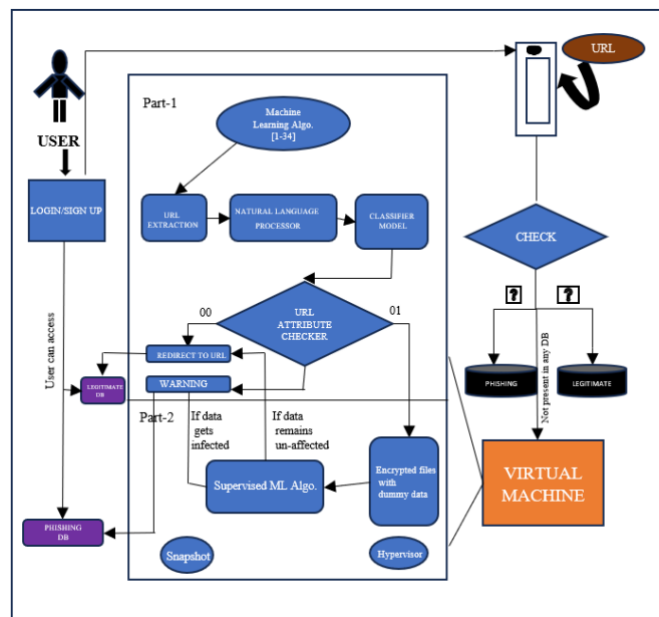 URL
Part-1
Machine
Learning Algo.
[1-34]
USER
LOGIN/SIGN UP
URL
EXTRACTION
NATURAL LANGUAGE
PROCESSOR
CLASSIFIER
MODEL
CHECK
?
?
00
01
URL
ATTRIBUTE
CHECKER
User can access
REDIRECT TO URL
LEGITIMATE
DB
WARNING
PHISHING
LEGITIMATE
Not present in any DB
Part-2
If data
gets
infected
If data
remains
un-affected
Supervised ML Algo.
Encrypted files
with
dummy data
VIRTUAL
MACHINE
PHISHING
DB
Snapshot
Hypervisor